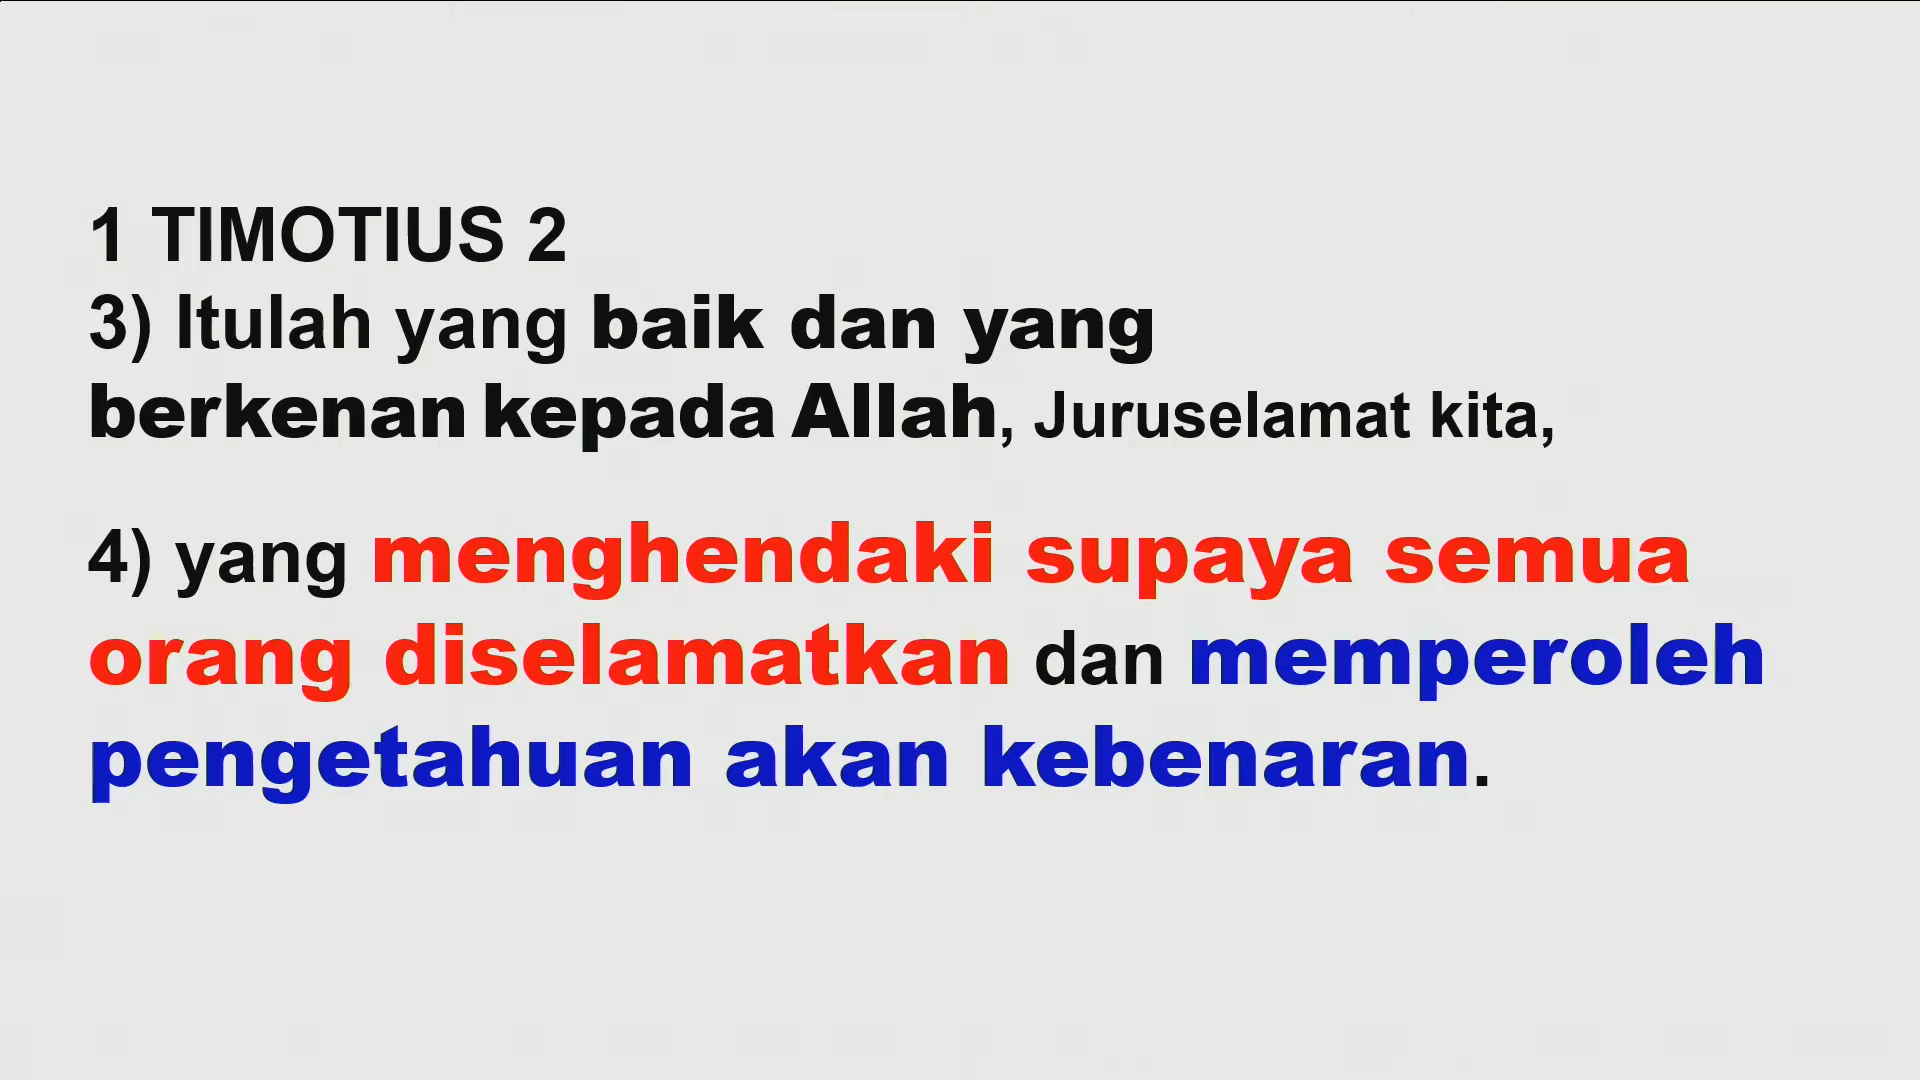 1 TIMOTIUS 2
3) Itulah yang baik dan yang
berkenan kepada Allah, Juruselamat kita,
4) yang menghendaki supaya semua
orang diselamatkan dan memperoleh
pengetahuan akan kebenaran.